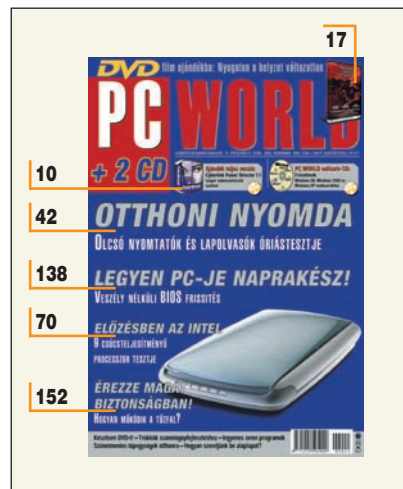 17
DVD film ajándékba: Nyugaton a helyzet változatlan
PC WORLD
+ 2 CD
10
42
OTTHONI NYOMDA
OLCSÓ NYOMTATÓK ÉS LAPOLVASÓK ÓRIÁSTESZTJE
138
LEGYEN PC-JE NAPRAKÉSZ!
VESZÉLY NÉLKÜLI BIOS FRISSITÉS
70
ELŐZÉSBEN AZ INTEL
9 CSÚCSTELJESÍTMÉNYŰ
PROCESSZOR TESZTJE
152
ÉREZZE MAGÁT
BIZTONSÁGBAN!
HOGYAN MŰKÖDIK A TŰZFAL?